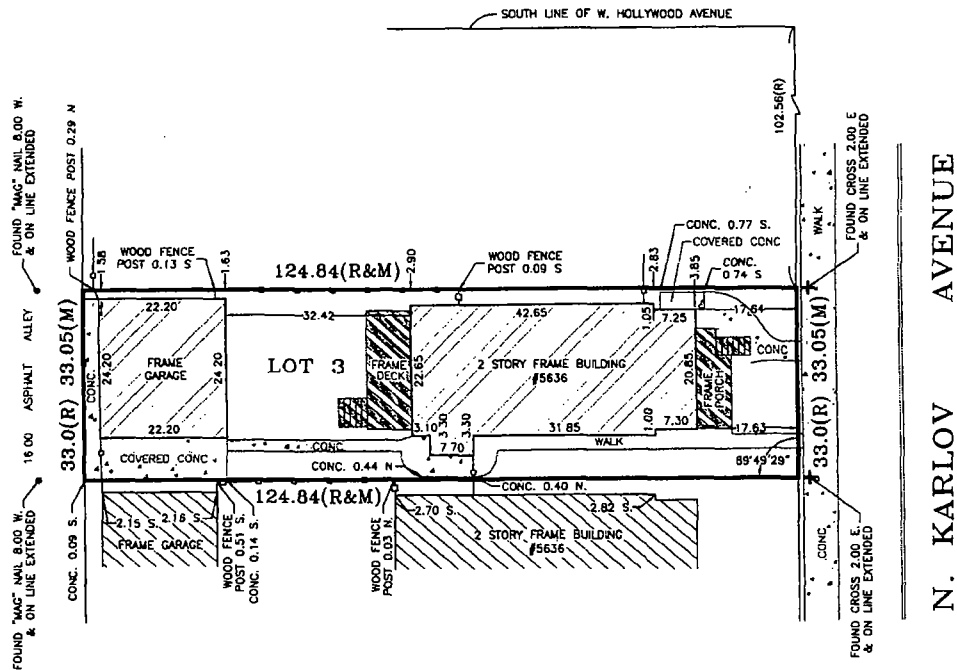 SOUTH LINE OF W. HOLLYWOOD AVENUE
102.56(R)
FOUND "MAG" NAIL 8.00 W.
& ON LINE EXTENDED
WOOD FENCE POST 0.29 N
FOUND CROSS 2.00 E
& ON LINE EXTENDED
WALK
WOOD FENCE
POST 0.13 S
1.58
1.63
124.84(R&M)
2.90
WOOD FENCE
POST 0.09 S
2.83
CONC. 0.77 S.
COVERED CONC
3.85
CONC.
0.74 S
22.20'
32.42
42.65
1.05
7.25
17.64
CONC
33.0(R) 33.05(M)
16.00 ASPHALT ALLEY
CONC.
24.20
FRAME
GARAGE
24.20
LOT 3
FRAME
DECK
22.65
2 STORY FRAME BUILDING
#5636
20.85
FRAME
PORCH
33.0(R) 33.05(M)
N. KARLOV AVENUE
22.20
3.10
3.30
7.70
3.30
31.85
1.00
7.30
17.63
WALK
CONC
COVERED CONC
CONC. 0.44 N
CONC. 0.40 N.
89°49'29"
124.84(R&M)
2.15 S.
2.16 S.
FRAME GARAGE
2.70 S.
2.82 S.
2 STORY FRAME BUILDING
#5636
CONC. 0.09 S.
WOOD FENCE
POST 0.51 S.
CONC. 0.14 S.
WOOD FENCE
POST 0.03 N.
CONC
FOUND "MAG" NAIL 8.00 W.
& ON LINE EXTENDED
FOUND CROSS 2.00 E.
& ON LINE EXTENDED